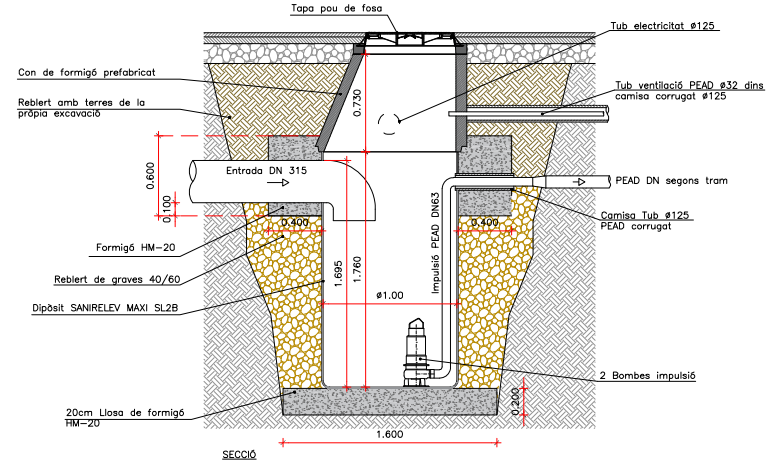 Tapa pou de fosa
Tub electricitat ø125
Con de formigó prefabricat
Tub ventilació PEAD ø32 dins
camisa corrugat ø125
Reblert amb terres de la
pròpia excavació
0.730
0.600
0.100
Entrada DN 315
PEAD DN segons tram
Camisa Tub ø125
PEAD corrugat
0.400
0.400
Formigó HM-20
Impulsió PEAD DN63
Reblert de graves 40/60
1.695
1.760
Dipòsit SANIRELEV MAXI SL2B
ø1.00
2 Bombes impulsió
0.200
20cm Llosa de formigó
HM-20
1.600
SECCIÓ